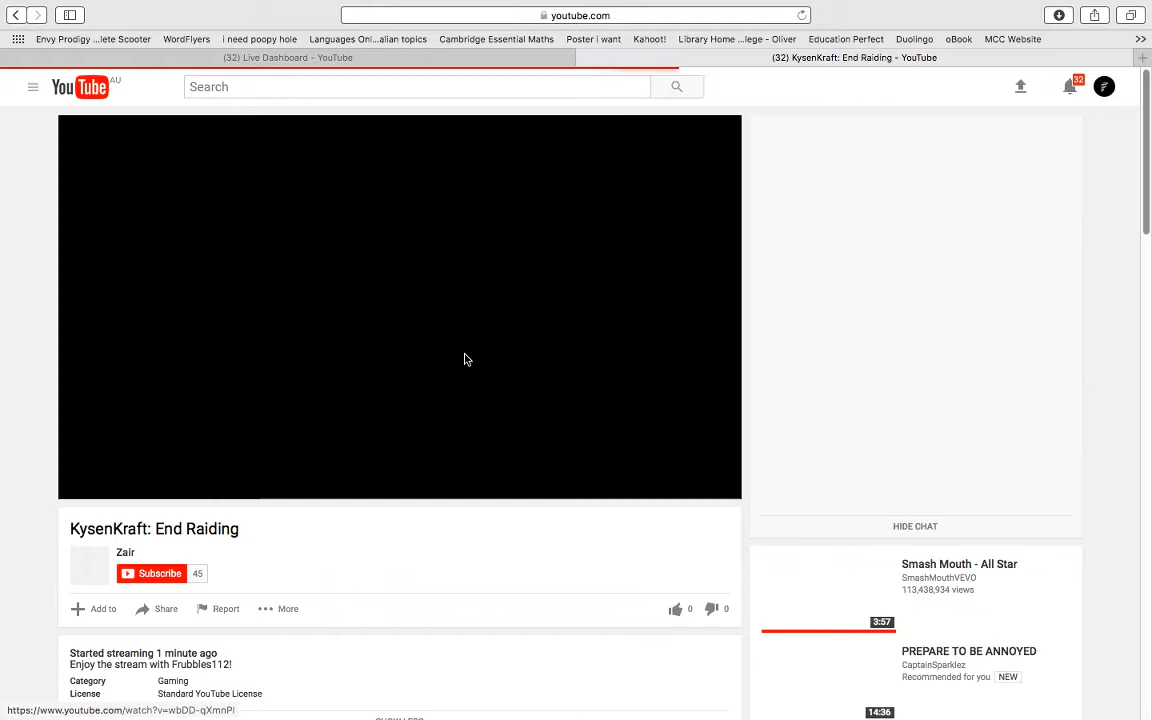 youtube.com
Envy Prodigy ...lete Scooter WordFlyers i need poopy hole Languages Onl...alian topics Cambridge Essential Maths Poster i want Kahoot! Library Home ...lege - Oliver Education Perfect Duolingo oBook MCC Website
(32) Live Dashboard - YouTube (32) KysenKraft: End Raiding - YouTube
YouTube AU Search 32
HIDE CHAT
KysenKraft: End Raiding
Zair
Subscribe 45
Add to Share Report More 0 0
Started streaming 1 minute ago
Enjoy the stream with Frubbles112!
Category Gaming
License Standard YouTube License
Smash Mouth - All Star
SmashMouthVEVO
113,438,934 views
3:57
PREPARE TO BE ANNOYED
CaptainSparklez
Recommended for you NEW
14:36
https://www.youtube.com/watch?v=wbDD-qXmnPI
SHOW LESS